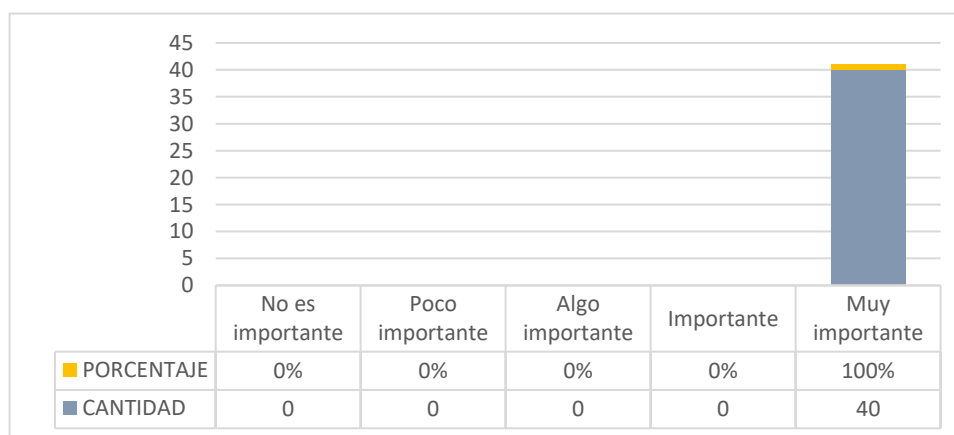 45
40
35
30
25
20
15
10
5
0
No es importante
Poco importante
Algo importante
Importante
Muy importante
PORCENTAJE 0% 0% 0% 0% 100%
CANTIDAD 0 0 0 0 40